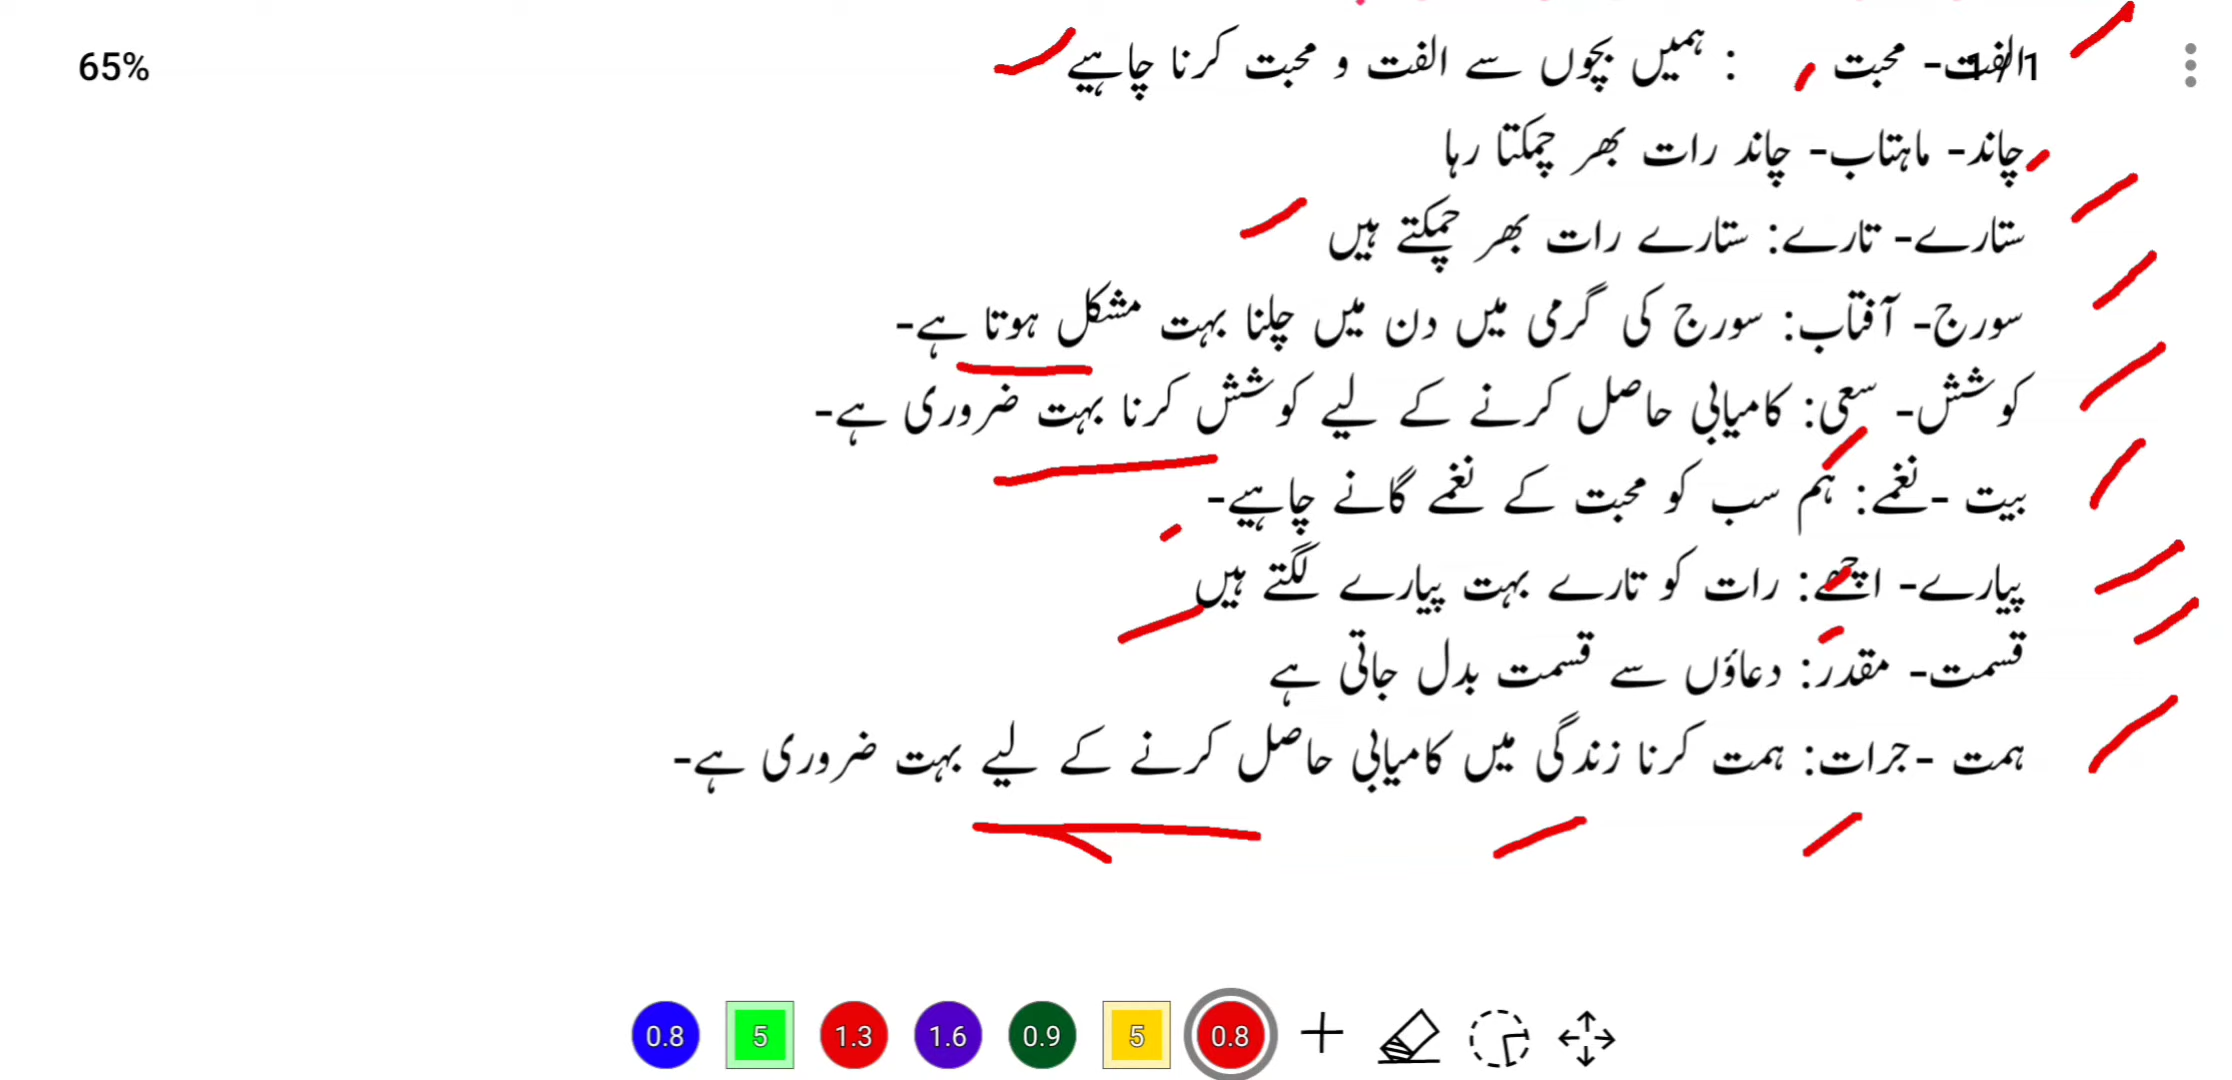 65%
1/1
الفت- محبت : ہمیں بچوں سے الفت و محبت کرنا چاہیے
چاند- ماہتاب- چاند رات بھر چمکتا رہا
ستارے- تارے: ستارے رات بھر چمکتے ہیں
سورج- آفتاب: سورج کی گرمی میں دن میں چلنا بہت مشکل ہوتا ہے-
کوشش- سعی: کامیابی حاصل کرنے کے لیے کوشش کرنا بہت ضروری ہے-
بیت -نغمے: ہم سب کو محبت کے نغمے گانے چاہیے-
پیارے- اچھے: رات کو تارے بہت پیارے لگتے ہیں
قسمت- مقدر: دعاؤں سے قسمت بدل جاتی ہے
ہمت -جرات: ہمت کرنا زندگی میں کامیابی حاصل کرنے کے لیے بہت ضروری ہے-
0.8 5 1.3 1.6 0.9 5 0.8